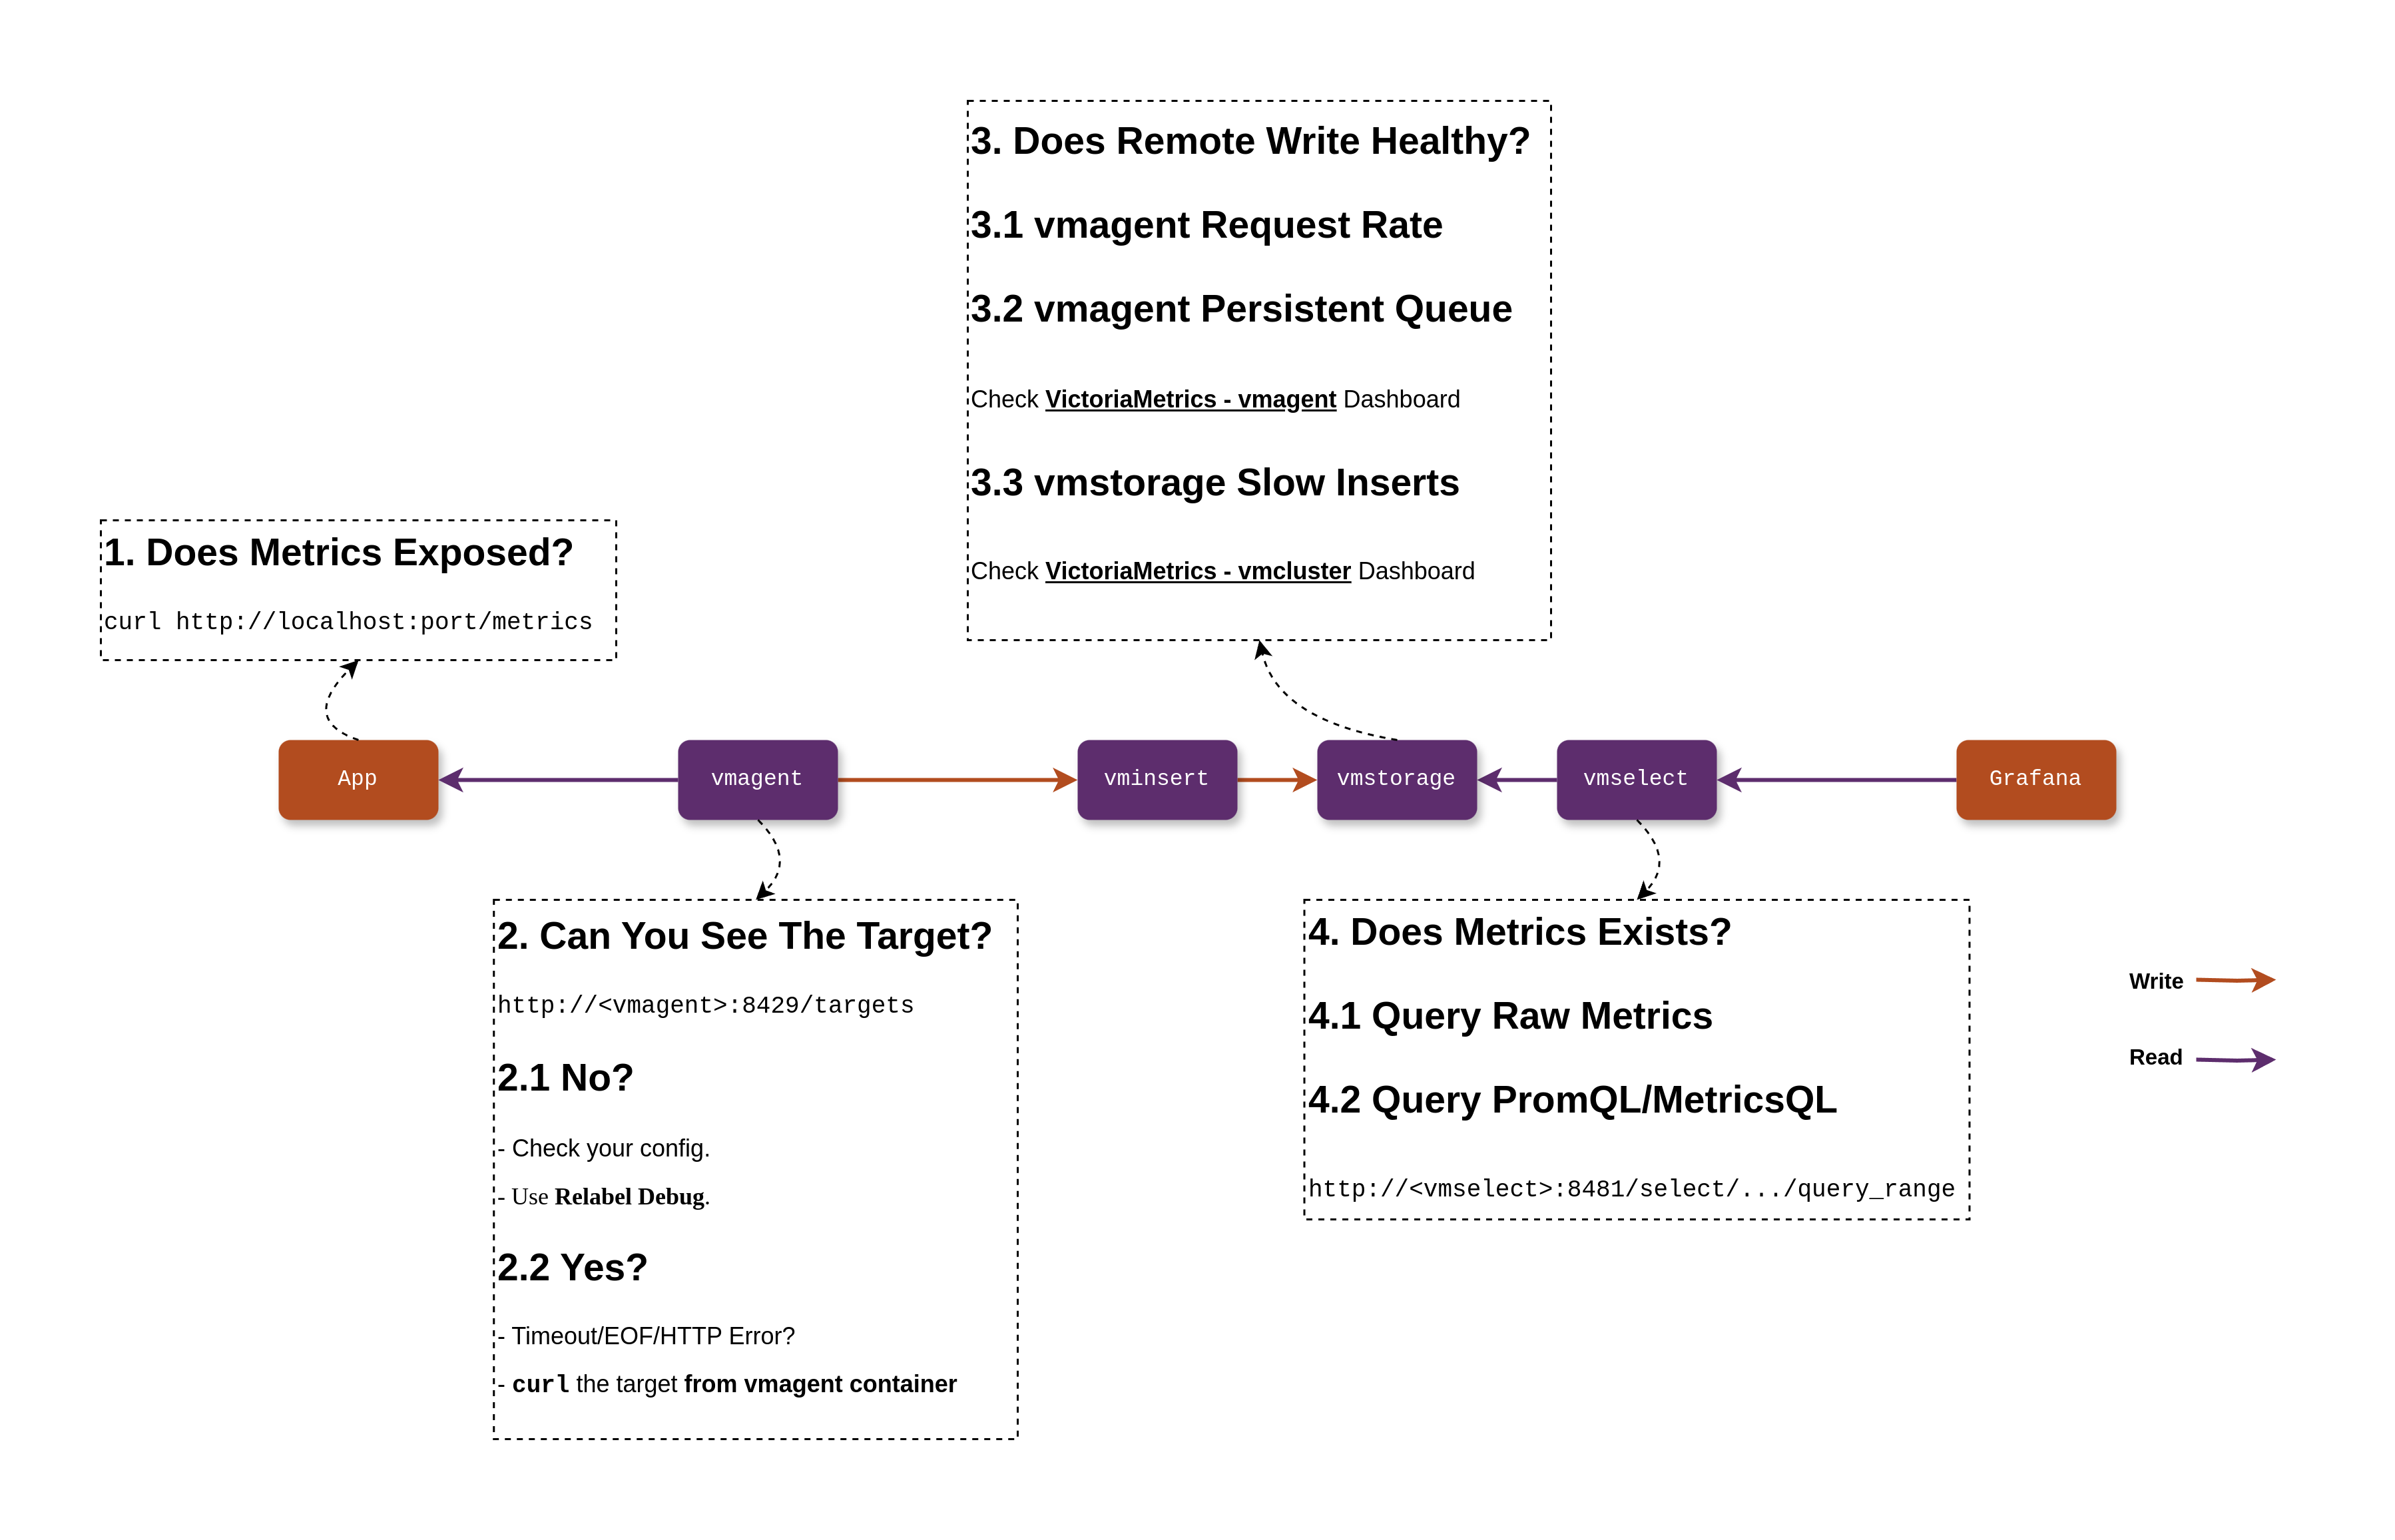 3. Does Remote Write Healthy?
3.1 vmagent Request Rate
3.2 vmagent Persistent Queue
Check VictoriaMetrics - vmagent Dashboard
3.3 vmstorage Slow Inserts
Check VictoriaMetrics - vmcluster Dashboard
1. Does Metrics Exposed?
curl http://localhost:port/metrics
App
vmagent
vminsert
vmstorage
vmselect
Grafana
2. Can You See The Target?
http://<vmagent>:8429/targets
2.1 No?
- Check your config.
- Use Relabel Debug.
2.2 Yes?
- Timeout/EOF/HTTP Error?
- curl the target from vmagent container
4. Does Metrics Exists?
4.1 Query Raw Metrics
4.2 Query PromQL/MetricsQL
http://<vmselect>:8481/select/.../query_range
Write
Read